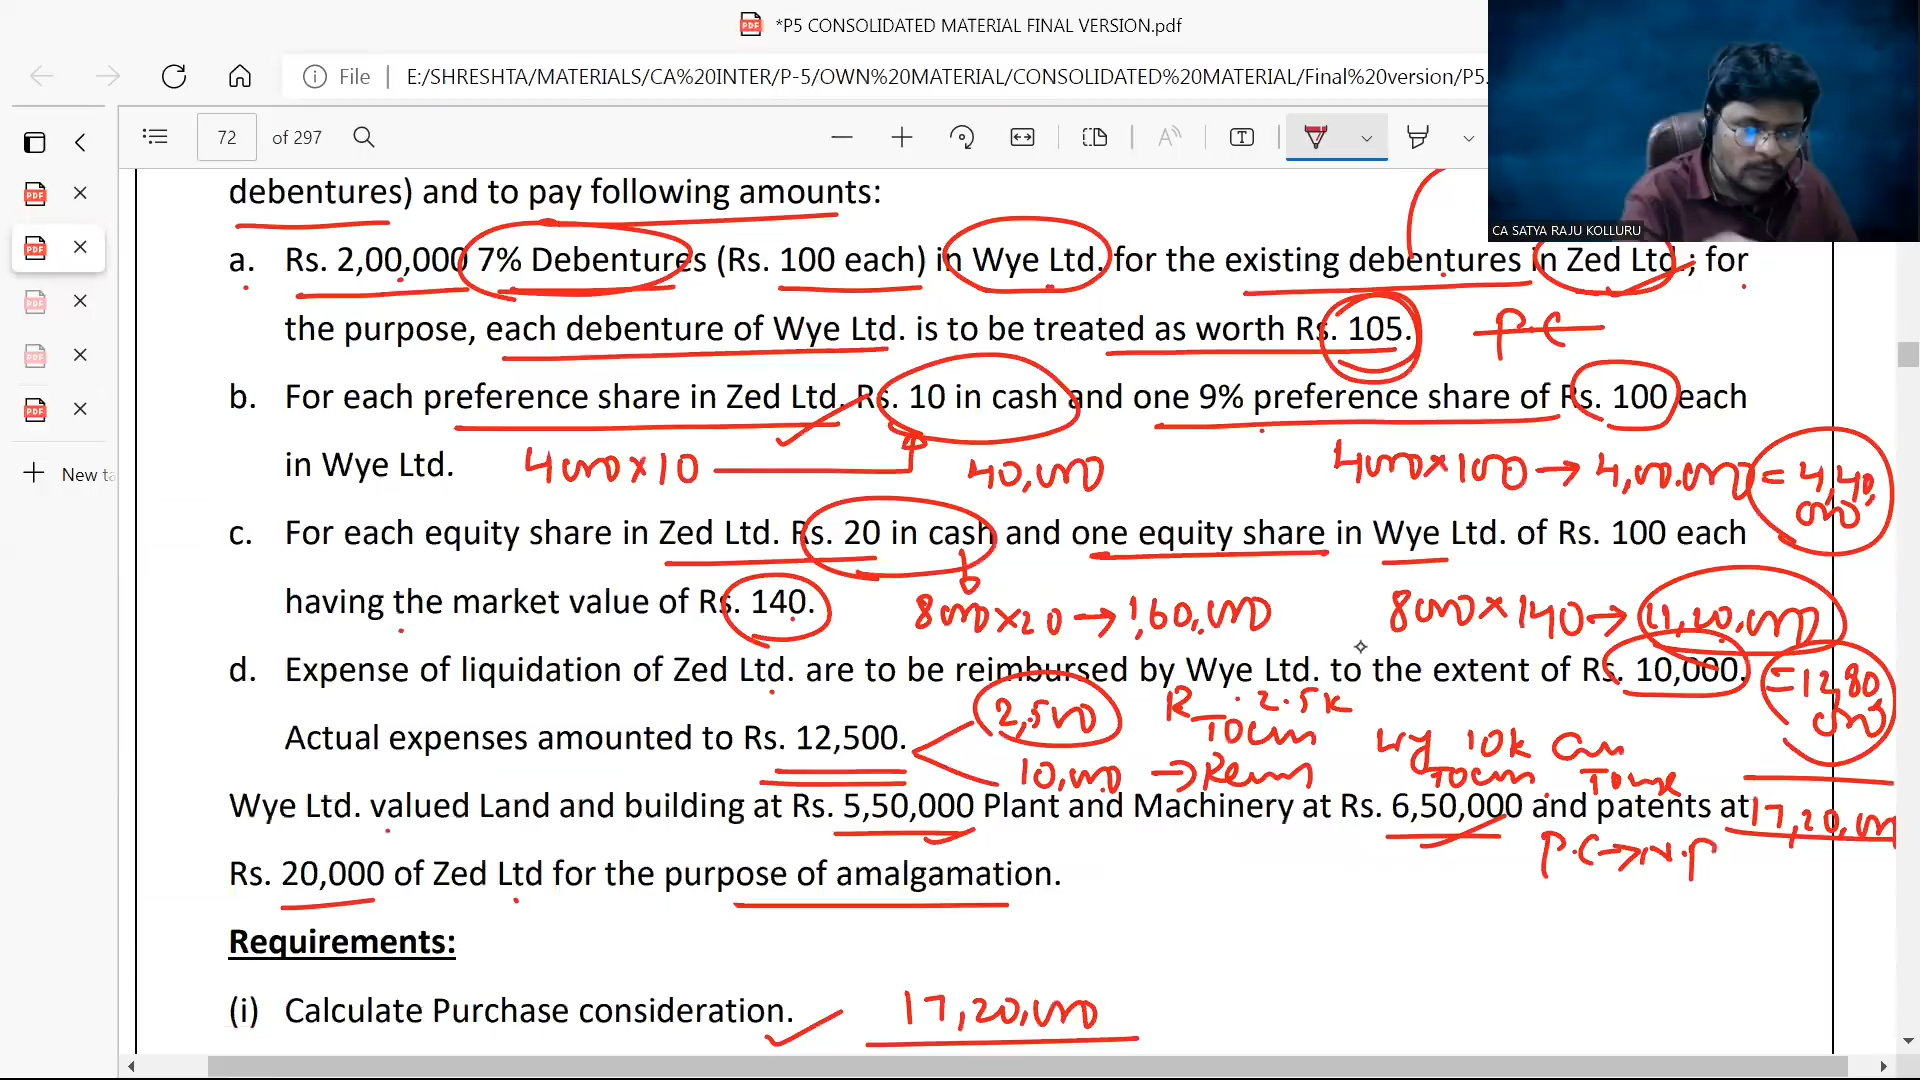 *P5 CONSOLIDATED MATERIAL FINAL VERSION.pdf
File E:/SHRESHTA/MATERIALS/CA%20INTER/P-5/OWN%20MATERIAL/CONSOLIDATED%20MATERIAL/Final%20version/P5.
72 of 297
CA SATYA RAJU KOLLURU
New ta
debentures) and to pay following amounts:
a. Rs. 2,00,000 7% Debentures (Rs. 100 each) in Wye Ltd. for the existing debentures in Zed Ltd.; for
the purpose, each debenture of Wye Ltd. is to be treated as worth Rs. 105. P.C
b. For each preference share in Zed Ltd. Rs. 10 in cash and one 9% preference share of Rs. 100 each
in Wye Ltd. 4000×10 40,000 4000×100 → 4,00,000 = 4,40,000
c. For each equity share in Zed Ltd. Rs. 20 in cash and one equity share in Wye Ltd. of Rs. 100 each
having the market value of Rs. 140. 8000×20 → 1,60,000 8000×140 → 11,20,000
d. Expense of liquidation of Zed Ltd. are to be reimbursed by Wye Ltd. to the extent of Rs. 10,000. = 12,80,000
Actual expenses amounted to Rs. 12,500. 2,500 R 2.5K
10,000 → 10K
Wye Ltd. valued Land and building at Rs. 5,50,000 Plant and Machinery at Rs. 6,50,000 and patents at 17,20,000
Rs. 20,000 of Zed Ltd for the purpose of amalgamation. P.C → N.P
Requirements:
(i) Calculate Purchase consideration. 17,20,000